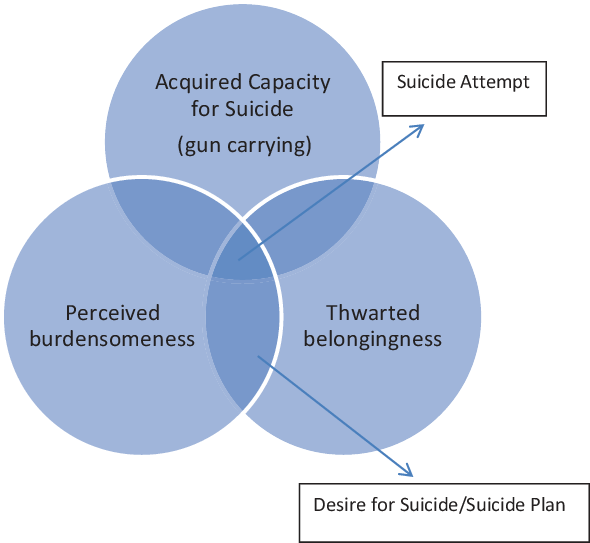 Acquired Capacity
for Suicide
(gun carrying)
Suicide Attempt
Perceived
burdensomeness
Thwarted
belongingness
Desire for Suicide/Suicide Plan